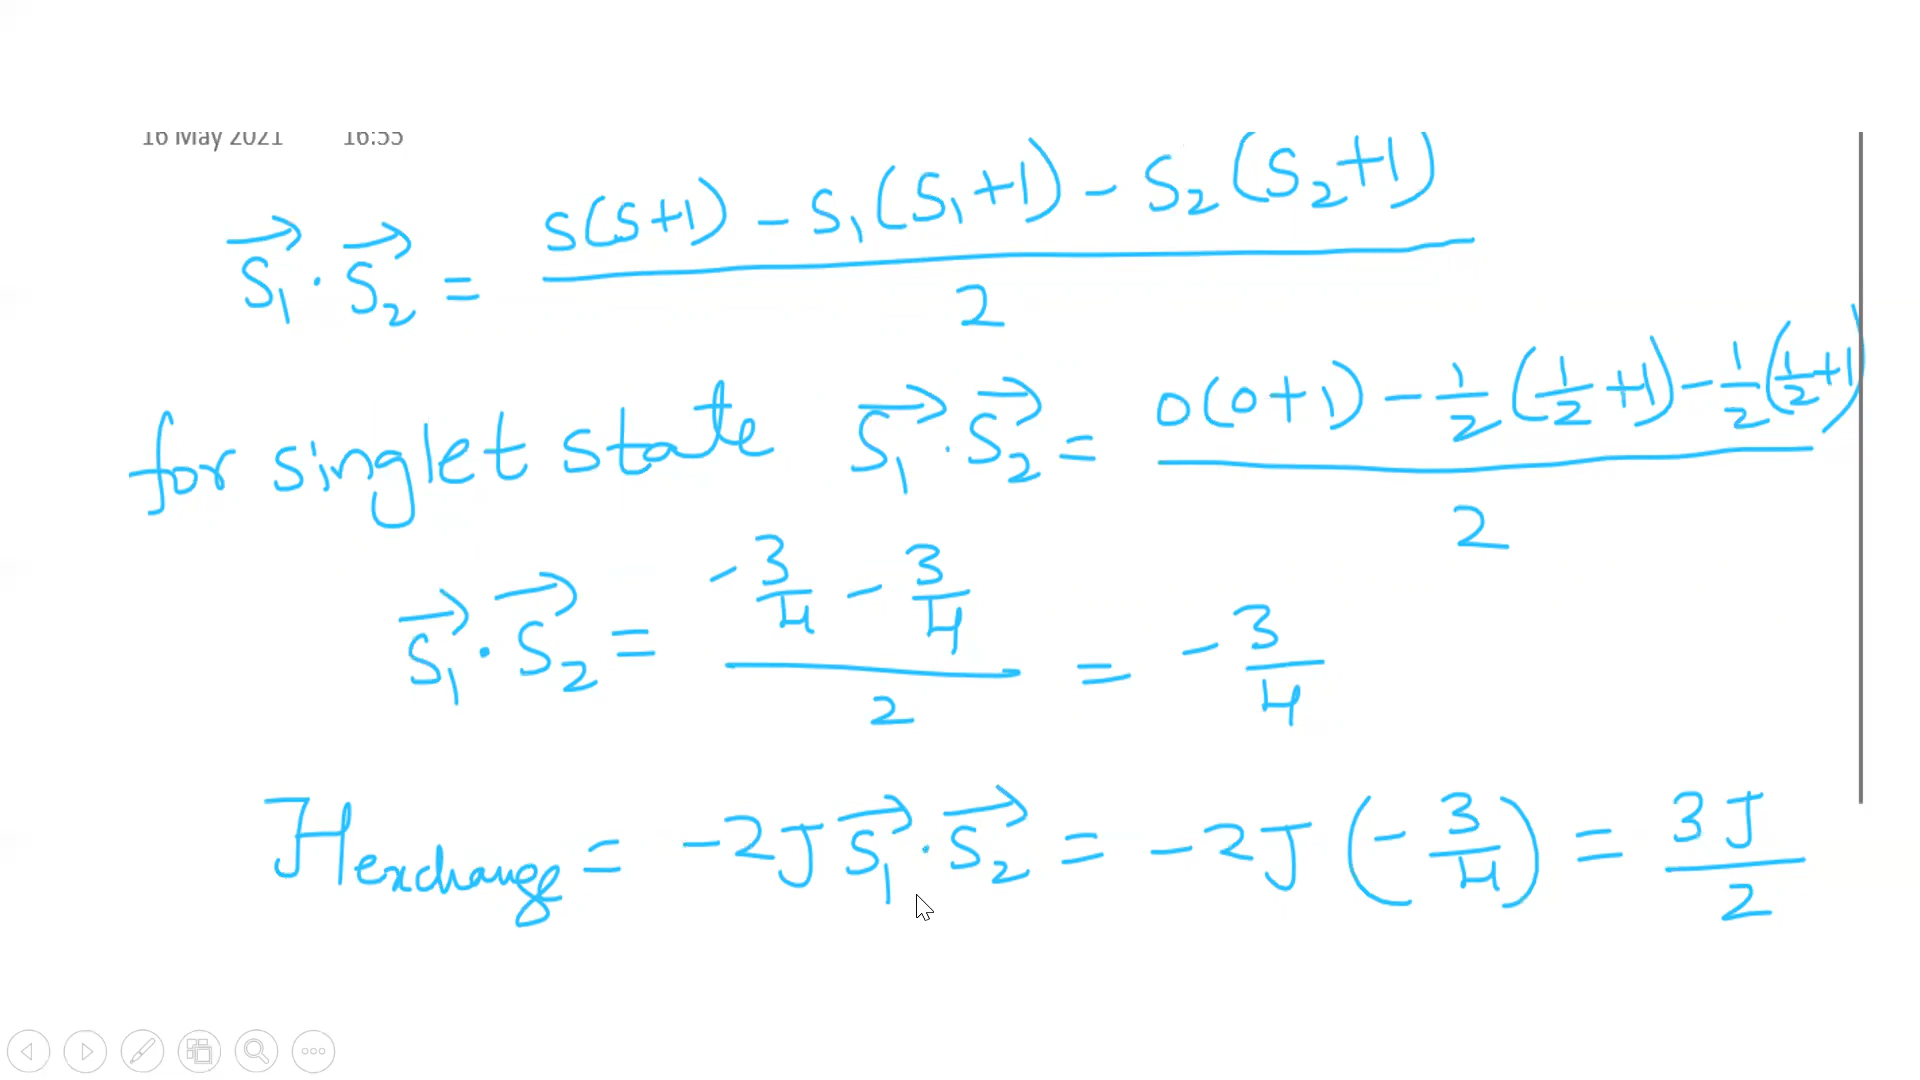 16 May 2021 16:55
S₁⃗ · S₂⃗ = (S(S+1) − S₁(S₁+1) − S₂(S₂+1)) / 2
for singlet state S₁⃗ · S₂⃗ = (0(0+1) − 1/2(1/2+1) − 1/2(1/2+1)) / 2
S₁⃗ · S₂⃗ = (-3/4 − 3/4) / 2 = −3/4
H exchange = −2J S₁⃗ · S₂⃗ = −2J(−3/4) = 3J/2